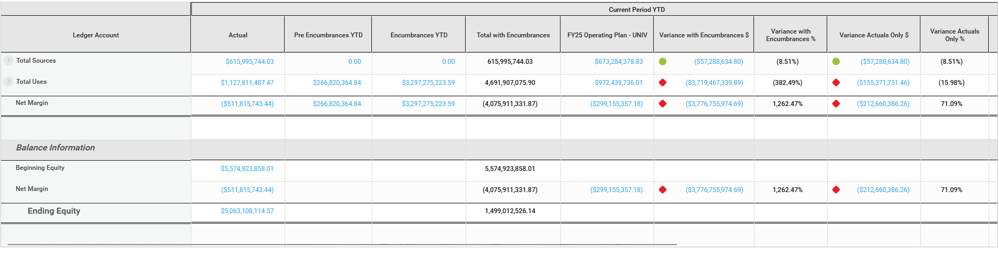 Current Period YTD
Ledger Account Actual Pre Encumbrances YTD Encumbrances YTD Total with Encumbrances FY25 Operating Plan - UNIV Variance with Encumbrances $ Variance with Encumbrances % Variance Actuals Only $ Variance Actuals Only %
Total Sources $615,995,744.03 0.00 0.00 615,995,744.03 $673,284,378.83 ($57,288,634.80) (8.51%) ($57,288,634.80) (8.51%)
Total Uses $1,127,811,487.47 $266,820,364.84 $3,297,275,223.59 4,691,907,075.90 $972,439,736.01 ($3,719,467,339.89) (382.49%) ($155,371,751.46) (15.98%)
Net Margin ($511,815,743.44) $266,820,364.84 $3,297,275,223.59 (4,075,911,331.87) ($299,155,357.18) ($3,776,755,974.69) 1,262.47% ($212,660,386.26) 71.09%
Balance Information
Beginning Equity $5,574,923,858.01 5,574,923,858.01
Net Margin ($511,815,743.44) (4,075,911,331.87) ($299,155,357.18) ($3,776,755,974.69) 1,262.47% ($212,660,386.26) 71.09%
Ending Equity $5,063,108,114.57 1,499,012,526.14